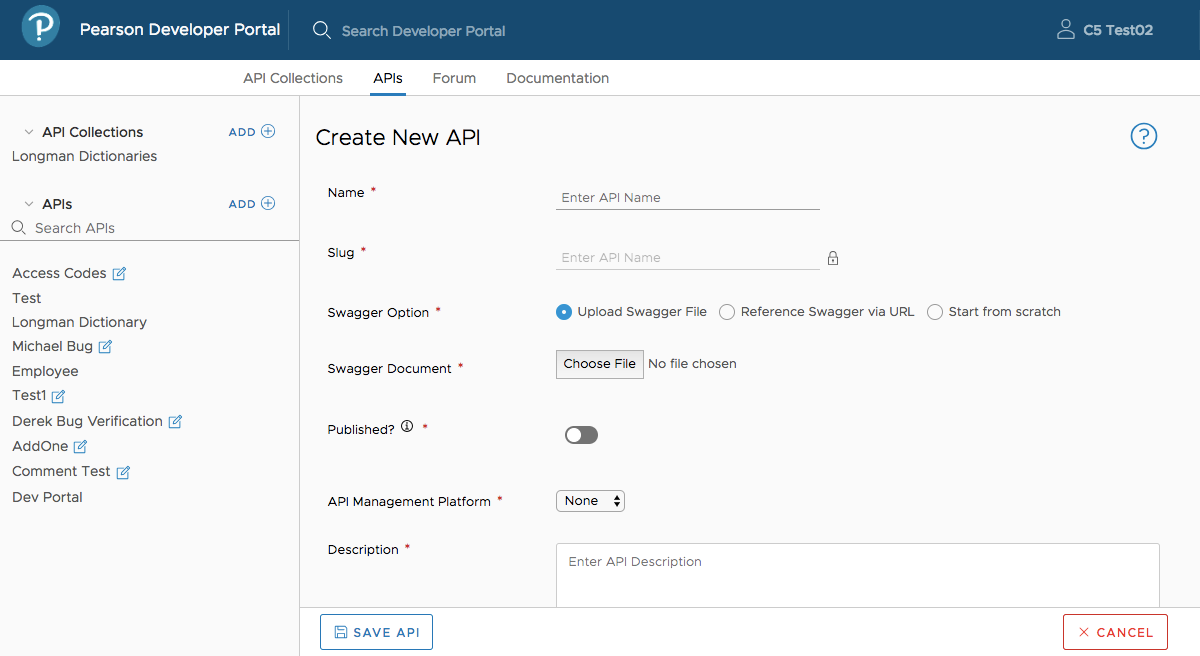 Pearson Developer Portal
Search Developer Portal
C5 Test02
API Collections APIs Forum Documentation
API Collections ADD
Longman Dictionaries
APIs ADD
Search APIs
Access Codes
Test
Longman Dictionary
Michael Bug
Employee
Test1
Derek Bug Verification
AddOne
Comment Test
Dev Portal
Create New API
?
Name * Enter API Name
Slug * Enter API Name
Swagger Option * Upload Swagger File Reference Swagger via URL Start from scratch
Swagger Document * Choose File No file chosen
Published? *
API Management Platform * None
Description * Enter API Description
SAVE API
CANCEL